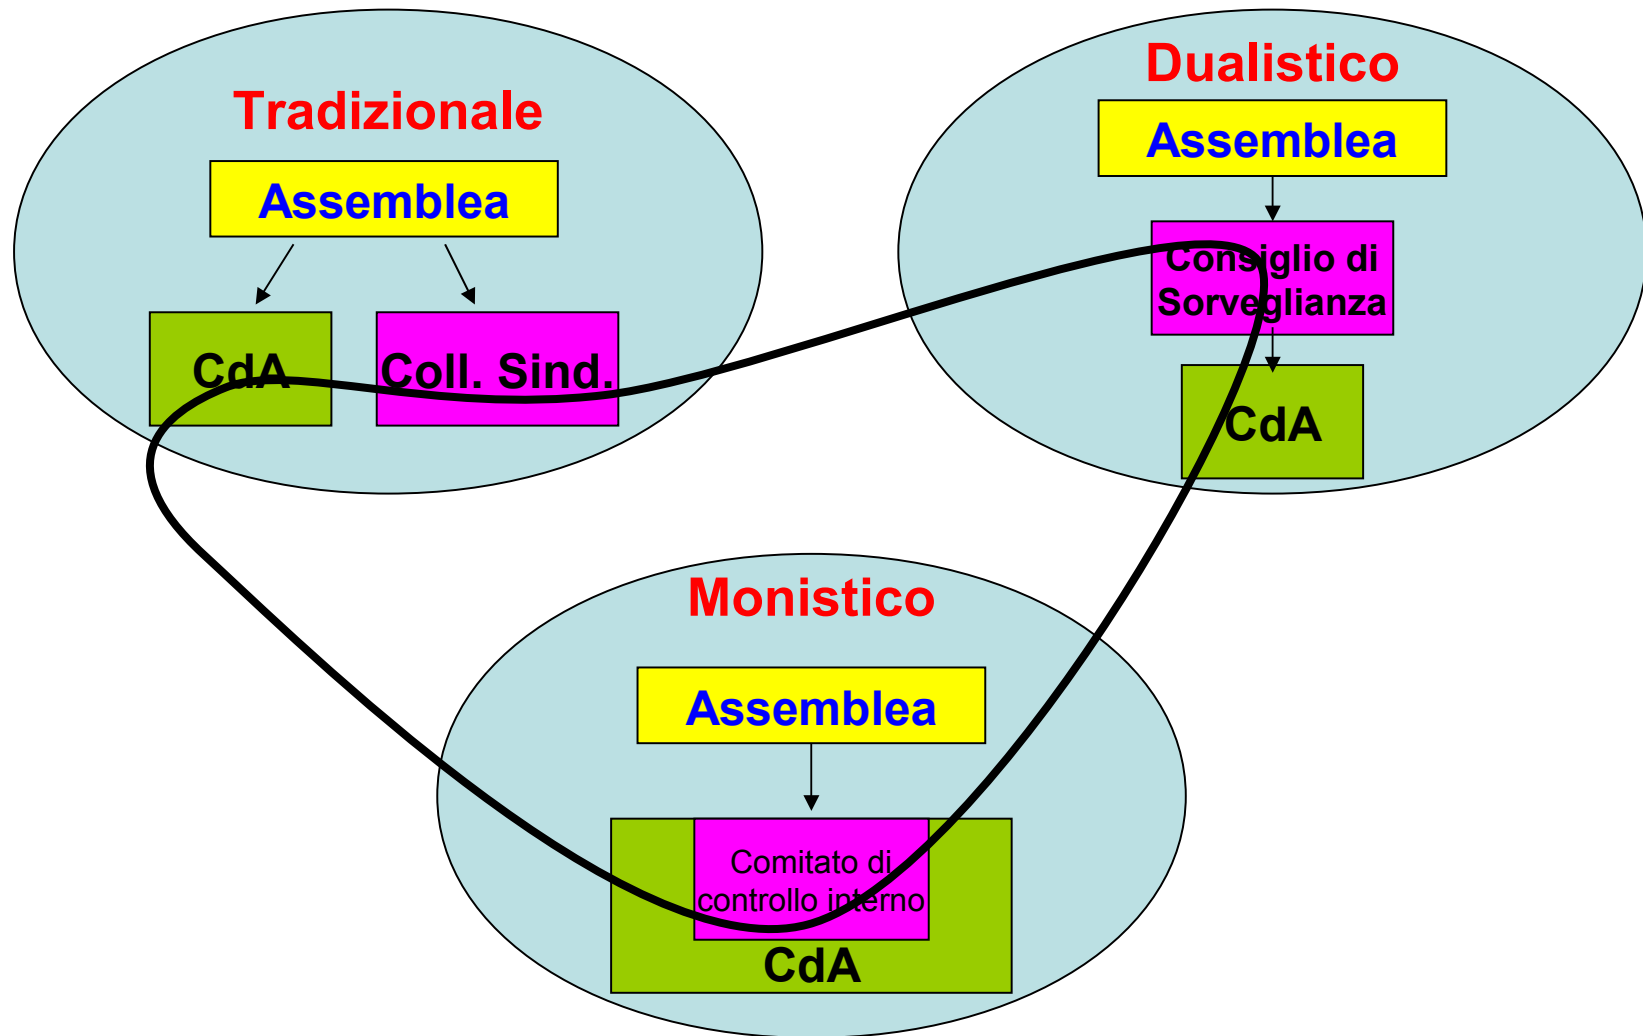 Tradizionale
Assemblea
CdA
Coll. Sind.
Dualistico
Assemblea
Consiglio di
Sorveglianza
CdA
Monistico
Assemblea
Comitato di
controllo interno
CdA